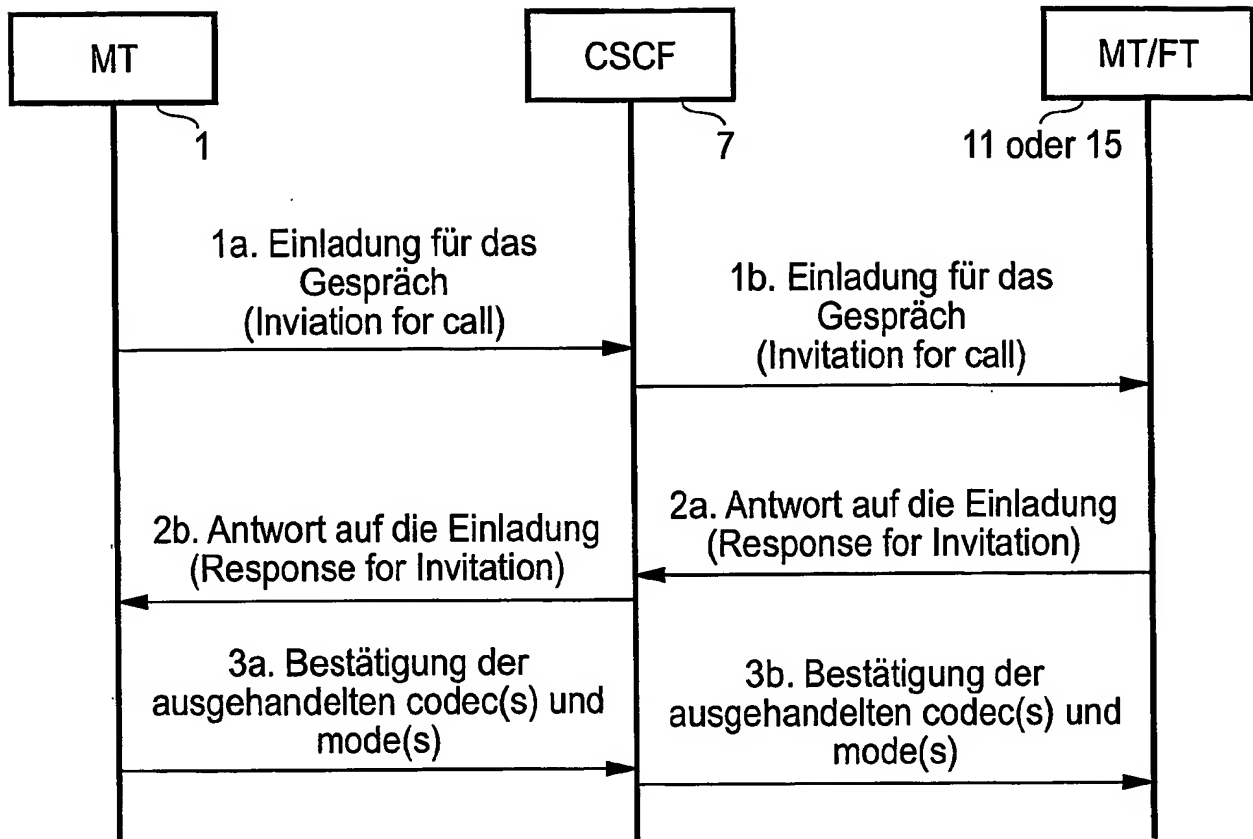 MT
CSCF
MT/FT
1
7
11 oder 15
1a. Einladung für das
Gespräch
(Inviation for call)
1b. Einladung für das
Gespräch
(Invitation for call)
2a. Antwort auf die Einladung
(Response for Invitation)
2b. Antwort auf die Einladung
(Response for Invitation)
3a. Bestätigung der
ausgehandelten codec(s) und
mode(s)
3b. Bestätigung der
ausgehandelten codec(s) und
mode(s)